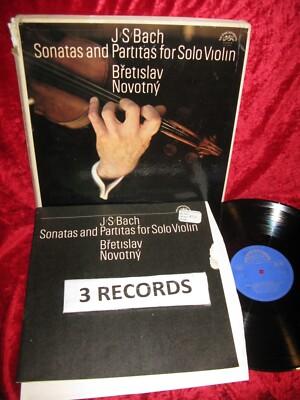 J S Bach
Sonatas and Partitas for Solo Violin
Břetislav
Novotný
J S Bach
Sonatas and Partitas for Solo Violin
Břetislav
Novotný
3 RECORDS